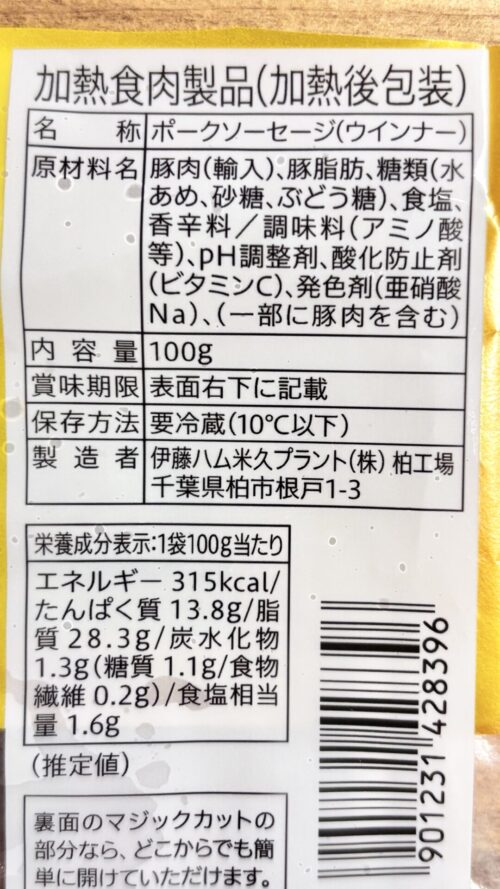 加熱食肉製品(加熱後包装)
名称 ポークソーセージ(ウインナー)
原材料名 豚肉(輸入)、豚脂肪、糖類(水
あめ、砂糖、ぶどう糖)、食塩、
香辛料/調味料(アミノ酸
等)、pH調整剤、酸化防止剤
(ビタミンC)、発色剤(亜硝酸
Na)、(一部に豚肉を含む)
内容量 100g
賞味期限 表面右下に記載
保存方法 要冷蔵(10℃以下)
製造者 伊藤ハム米久プラント(株) 柏工場
千葉県柏市根戸1-3
栄養成分表示:1袋100g当たり
エネルギー 315kcal/
たんぱく質 13.8g/脂
質 28.3g/炭水化物
1.3g(糖質 1.1g/食物
繊維 0.2g)/食塩相当
量 1.6g
(推定値)
裏面のマジックカットの
部分なら、どこからでも簡
単に開けていただけます。
901231 428396